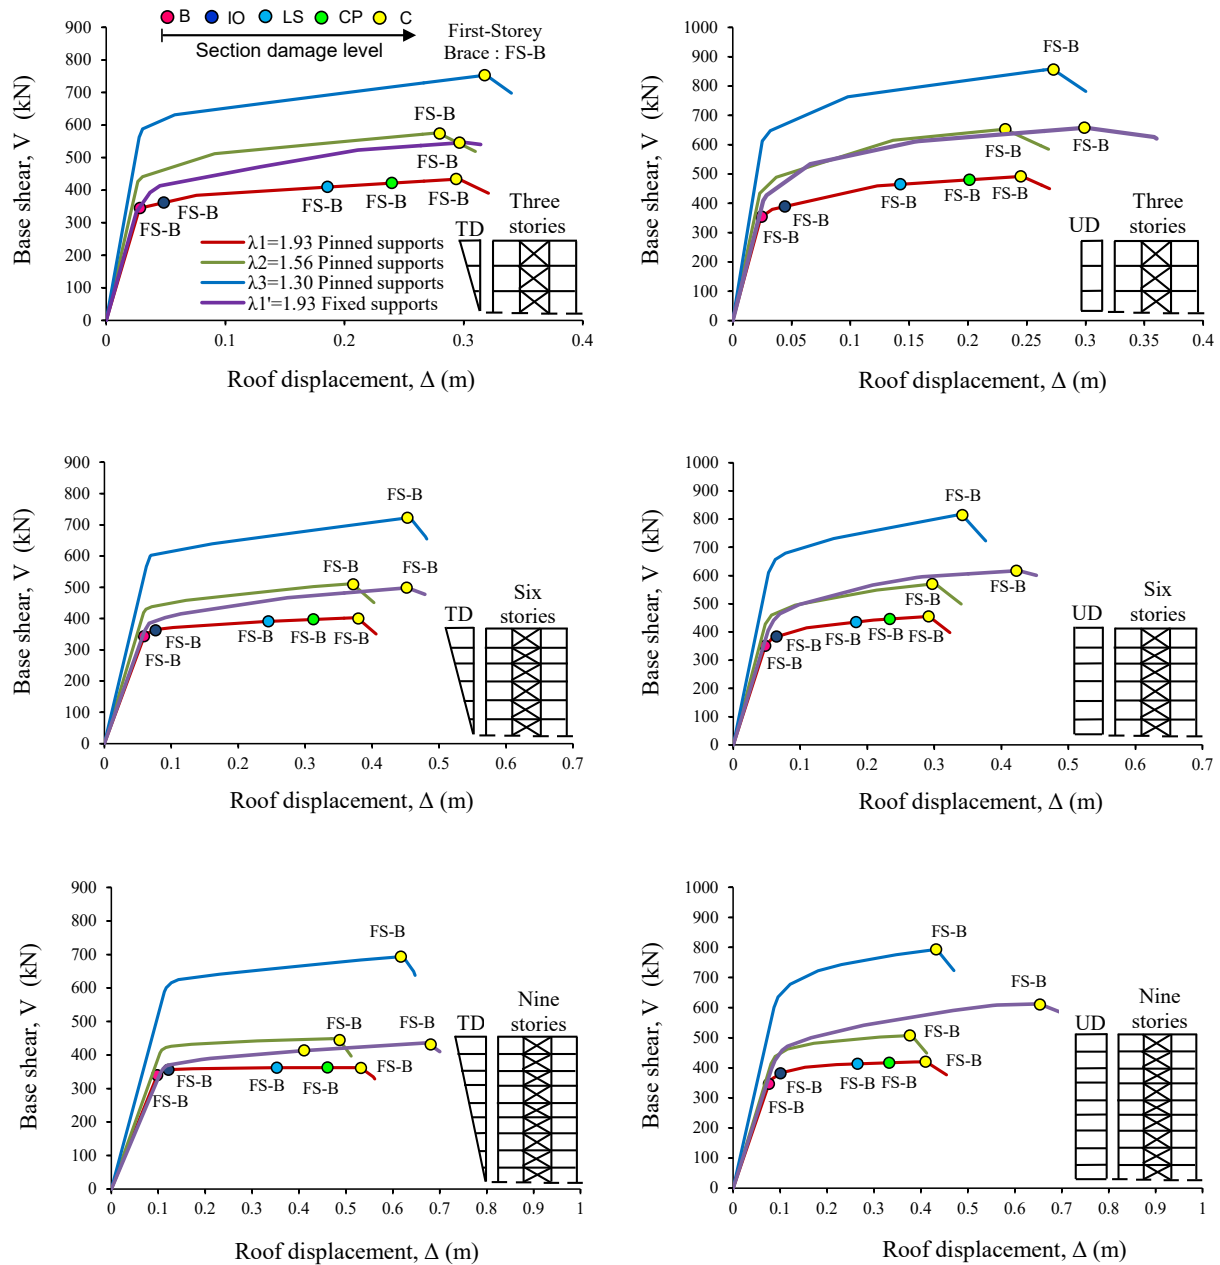 B IO LS CP C
Section damage level
First-Storey
Brace : FS-B
Base shear, V (kN)
900
800
700
600
500
400
300
200
100
0
FS-B
FS-B
FS-B
FS-B
FS-B
FS-B
FS-B
FS-B
λ1=1.93 Pinned supports
λ2=1.56 Pinned supports
λ3=1.30 Pinned supports
λ1'=1.93 Fixed supports
TD
Three
stories
0 0.1 0.2 0.3 0.4
Roof displacement, Δ (m)
Base shear, V (kN)
1000
900
800
700
600
500
400
300
200
100
0
FS-B
FS-B
FS-B
FS-B
FS-B
FS-B
FS-B
FS-B
UD
Three
stories
0 0.05 0.1 0.15 0.2 0.25 0.3 0.35 0.4
Roof displacement, Δ (m)
Base shear, V (kN)
900
800
700
600
500
400
300
200
100
0
FS-B
FS-B
FS-B
FS-B
FS-B
FS-B
FS-B
FS-B
TD
Six
stories
0 0.1 0.2 0.3 0.4 0.5 0.6 0.7
Roof displacement, Δ (m)
Base shear, V (kN)
1000
900
800
700
600
500
400
300
200
100
0
FS-B
FS-B
FS-B
FS-B
FS-B
FS-B
FS-B
FS-B
UD
Six
stories
0 0.1 0.2 0.3 0.4 0.5 0.6 0.7
Roof displacement, Δ (m)
Base shear, V (kN)
900
800
700
600
500
400
300
200
100
0
FS-B
FS-B
FS-B
FS-B
FS-B
FS-B
FS-B
FS-B
TD
Nine
stories
0 0.1 0.2 0.3 0.4 0.5 0.6 0.7 0.8 0.9 1
Roof displacement, Δ (m)
Base shear, V (kN)
1000
900
800
700
600
500
400
300
200
100
0
FS-B
FS-B
FS-B
FS-B
FS-B
FS-B
FS-B
FS-B
UD
Nine
stories
0 0.1 0.2 0.3 0.4 0.5 0.6 0.7 0.8 0.9 1
Roof displacement, Δ (m)